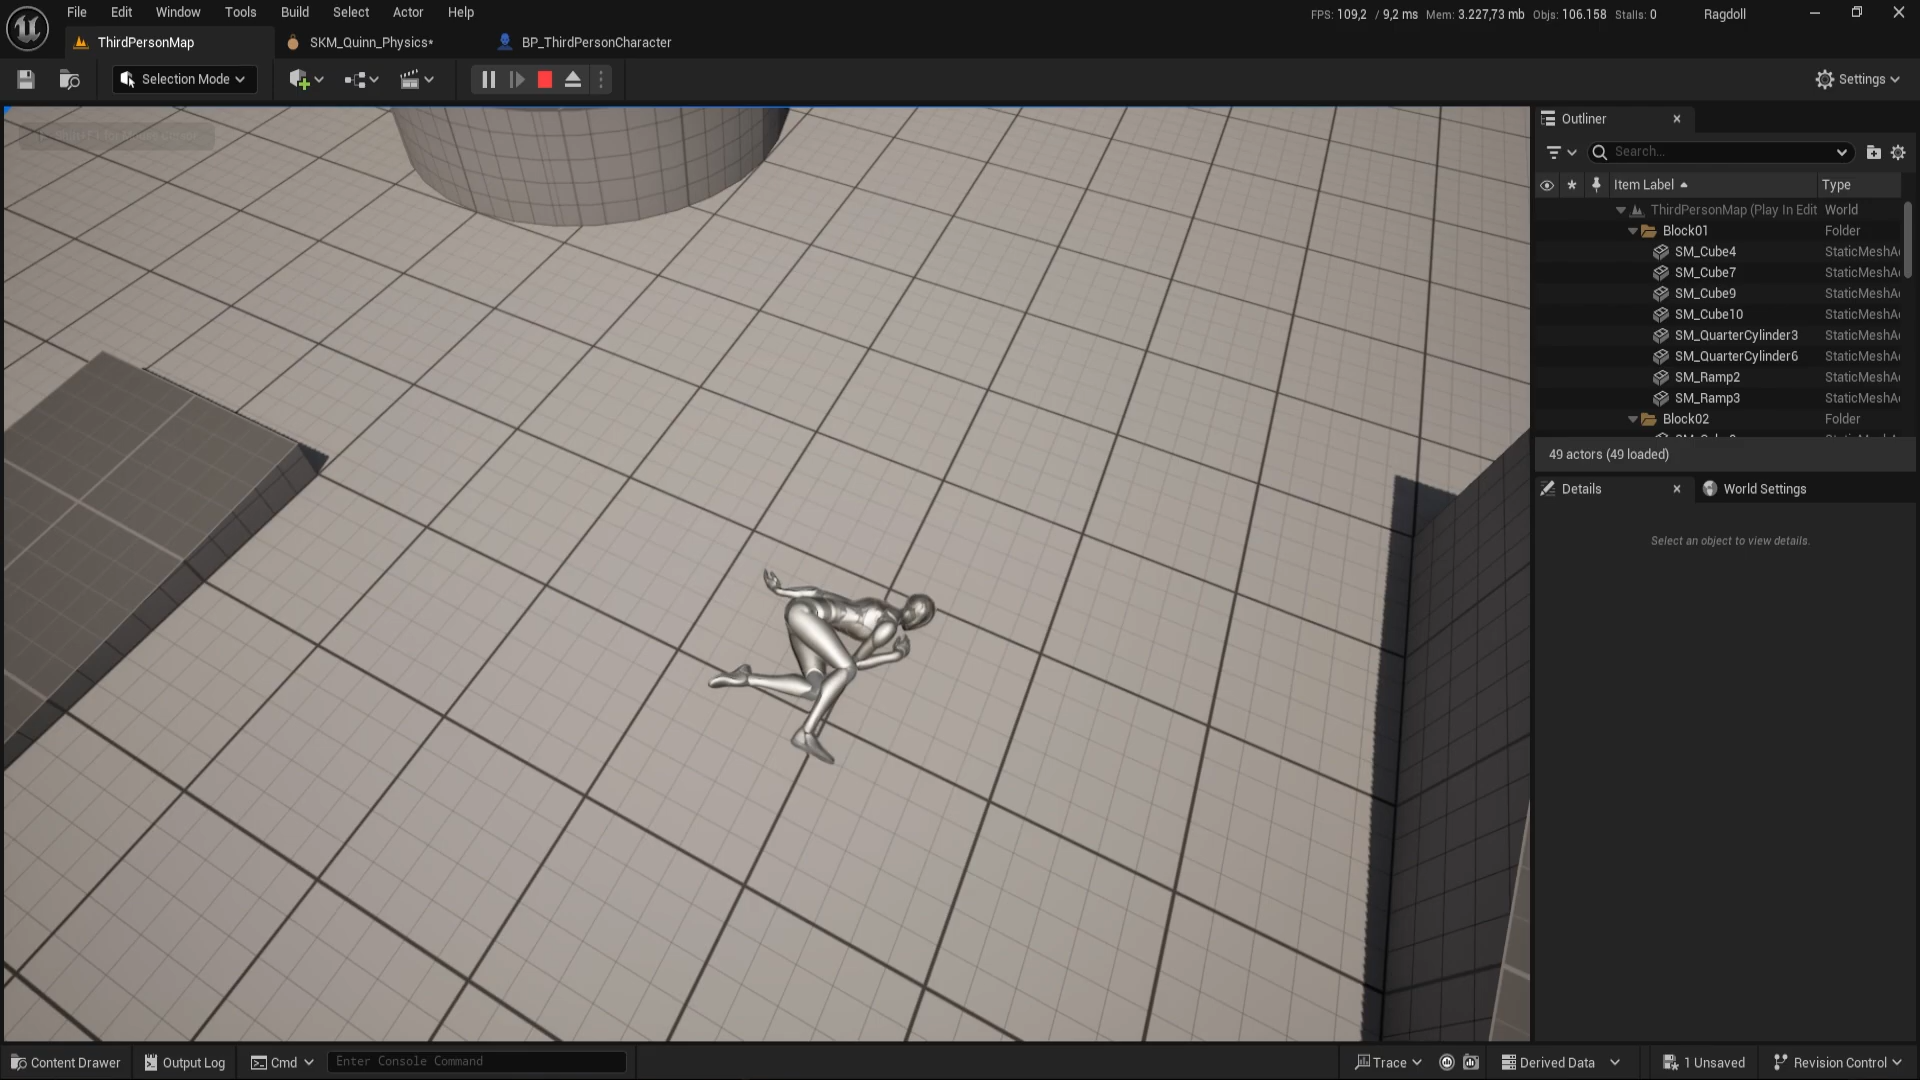 File Edit Window Tools Build Select Actor Help
FPS: 109,2 / 9,2 ms Mem: 3.227,73 mb Objs: 106.158 Stalls: 0 Ragdoll
ThirdPersonMap SKM_Quinn_Physics* BP_ThirdPersonCharacter
Selection Mode Settings
Outliner
Search...
Item Label Type
ThirdPersonMap (Play In Edit World
Block01 Folder
SM_Cube4 StaticMeshA
SM_Cube7 StaticMeshA
SM_Cube9 StaticMeshA
SM_Cube10 StaticMeshA
SM_QuarterCylinder3 StaticMeshA
SM_QuarterCylinder6 StaticMeshA
SM_Ramp2 StaticMeshA
SM_Ramp3 StaticMeshA
Block02 Folder
49 actors (49 loaded)
Details World Settings
Select an object to view details.
Content Drawer Output Log Cmd Enter Console Command Trace Derived Data 1 Unsaved Revision Control